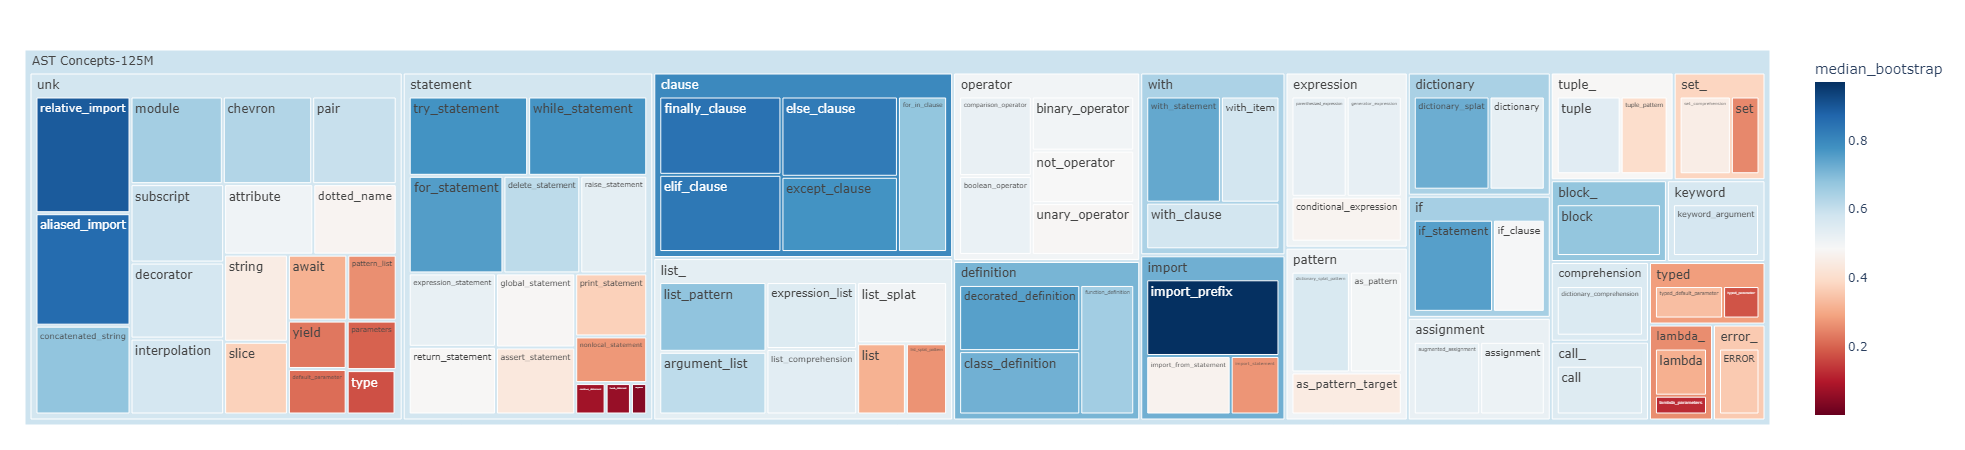 AST Concepts-125M
unk
relative_import
module
chevron
pair
aliased_import
subscript
attribute
dotted_name
concatenated_string
decorator
interpolation
string
await
pattern_list
yield
parameters
slice
default_parameter
type
statement
try_statement
while_statement
for_statement
delete_statement
raise_statement
expression_statement
global_statement
print_statement
return_statement
assert_statement
nonlocal_statement
clause
finally_clause
else_clause
for_in_clause
elif_clause
except_clause
list_
list_pattern
expression_list
list_splat
argument_list
list_comprehension
list
list_splat_pattern
operator
comparison_operator
binary_operator
not_operator
boolean_operator
unary_operator
definition
decorated_definition
function_definition
class_definition
with
with_statement
with_item
with_clause
import
import_prefix
import_from_statement
import_statement
expression
parenthesized_expression
generator_expression
conditional_expression
pattern
dictionary_splat_pattern
as_pattern
as_pattern_target
dictionary
dictionary_splat
dictionary
if
if_statement
if_clause
assignment
augmented_assignment
assignment
tuple_
tuple
tuple_pattern
set_
set_comprehension
set
block_
block
keyword
keyword_argument
comprehension
dictionary_comprehension
typed
typed_default_parameter
typed_parameter
call_
call
lambda_
lambda
lambda_parameters
error_
ERROR
median_bootstrap
0.8
0.6
0.4
0.2